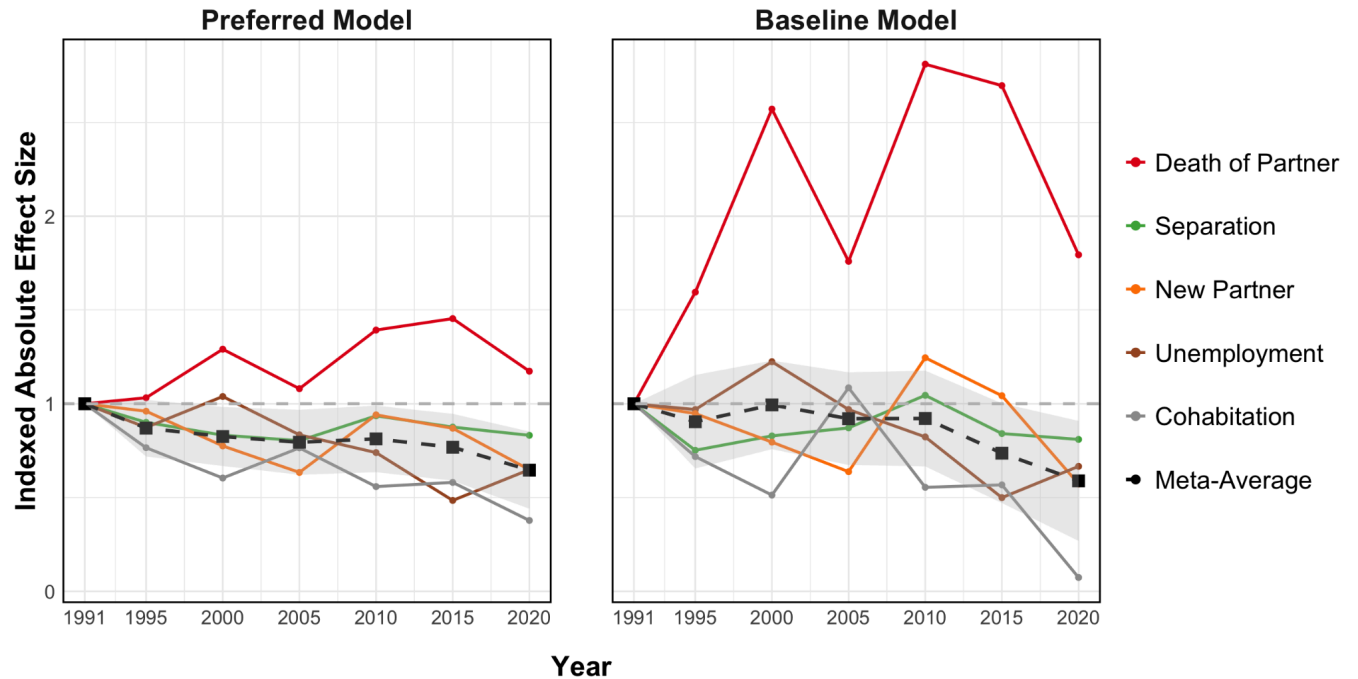 Preferred Model
Baseline Model
Indexed Absolute Effect Size
2
1
0
1991 1995 2000 2005 2010 2015 2020
1991 1995 2000 2005 2010 2015 2020
Year
Death of Partner
Separation
New Partner
Unemployment
Cohabitation
Meta-Average